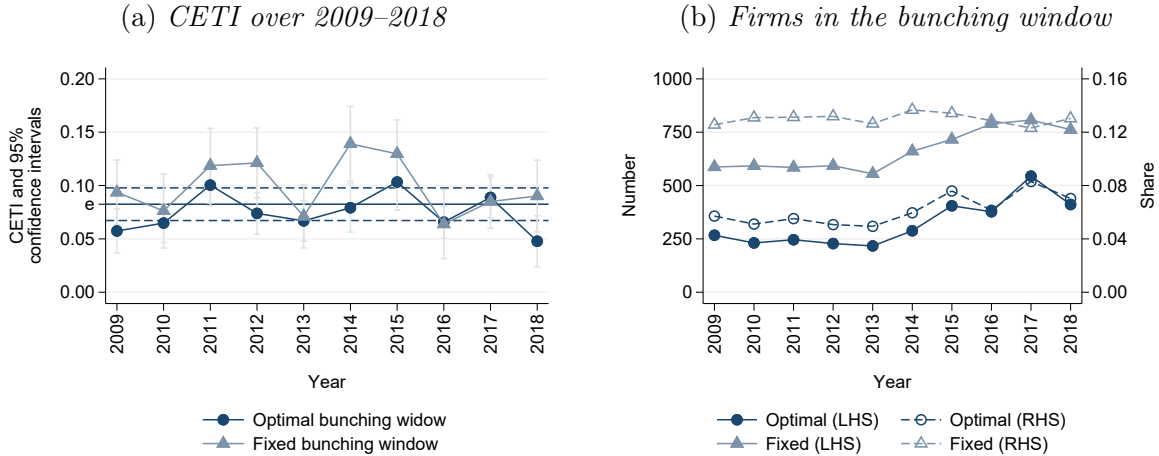 (a) CETI over 2009–2018
CETI and 95%
confidence intervals
0.20
0.15
0.10
e
0.05
0.00
2009
2010
2011
2012
2013
2014
2015
2016
2017
2018
Year
Optimal bunching widow
Fixed bunching window
(b) Firms in the bunching window
Number
1000
750
500
250
0
0.16
0.12
0.08
0.04
0.00
Share
2009
2010
2011
2012
2013
2014
2015
2016
2017
2018
Year
Optimal (LHS)
Optimal (RHS)
Fixed (LHS)
Fixed (RHS)